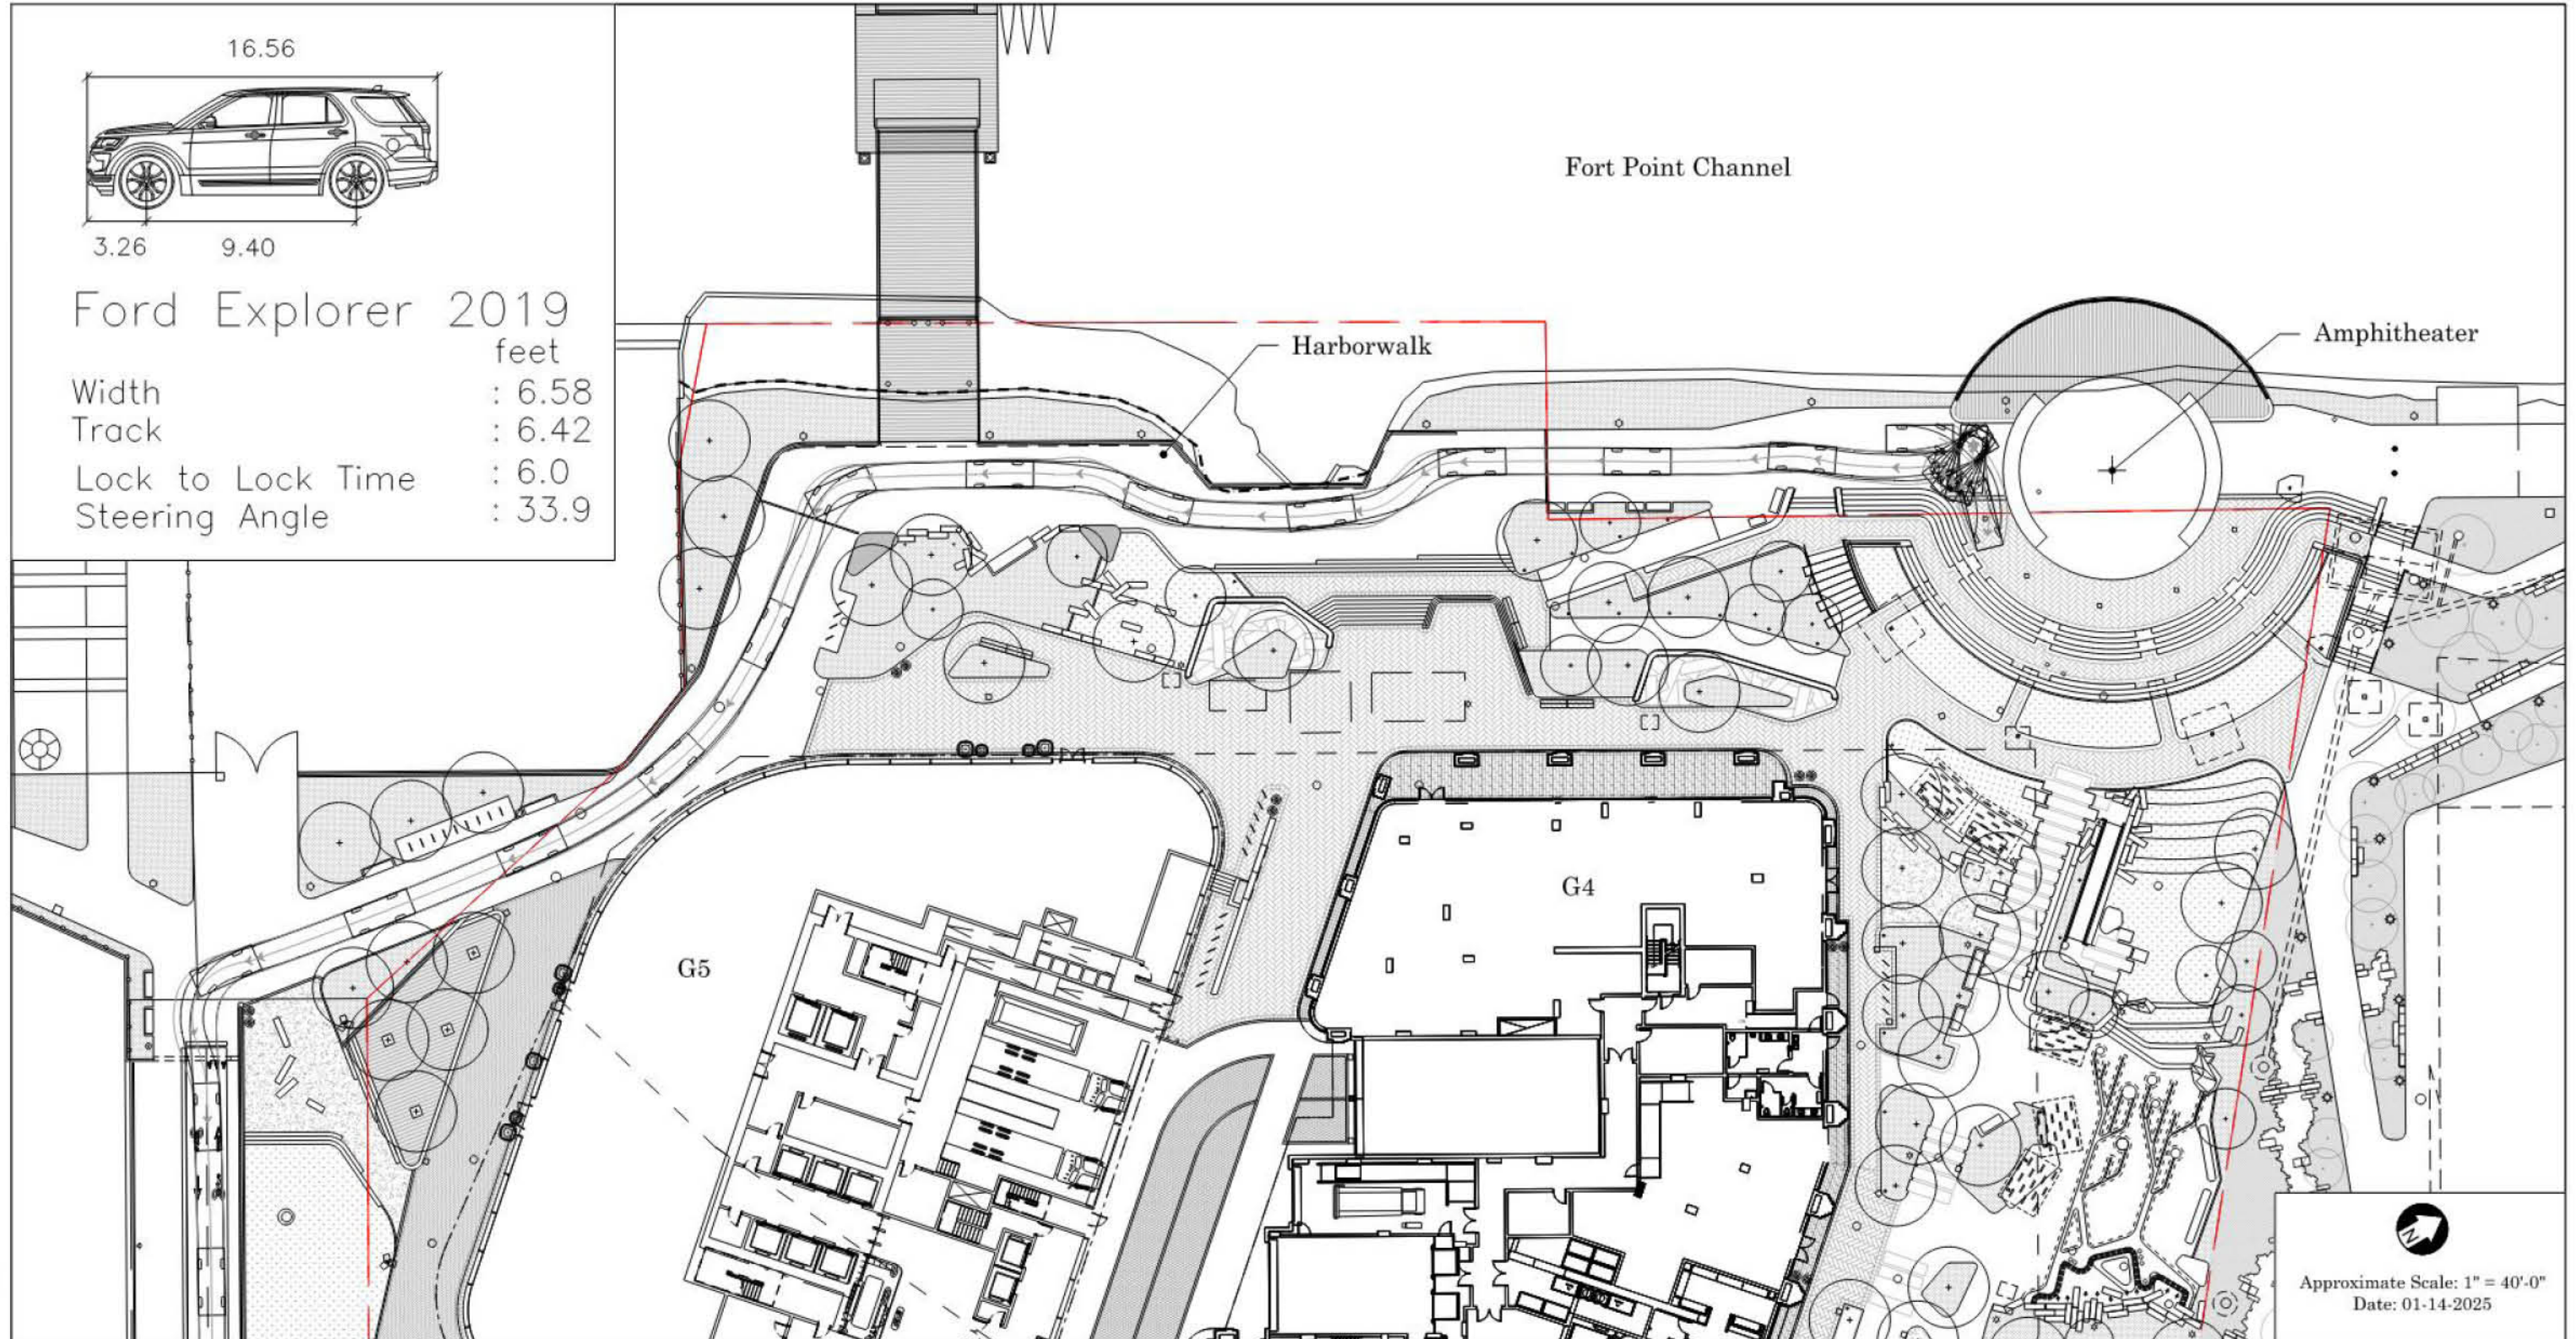 16.56
3.26 9.40
Ford Explorer 2019
feet
Width : 6.58
Track : 6.42
Lock to Lock Time : 6.0
Steering Angle : 33.9
Fort Point Channel
Harborwalk
Amphitheater
G4
G5
N
Approximate Scale: 1" = 40'-0"
Date: 01-14-2025